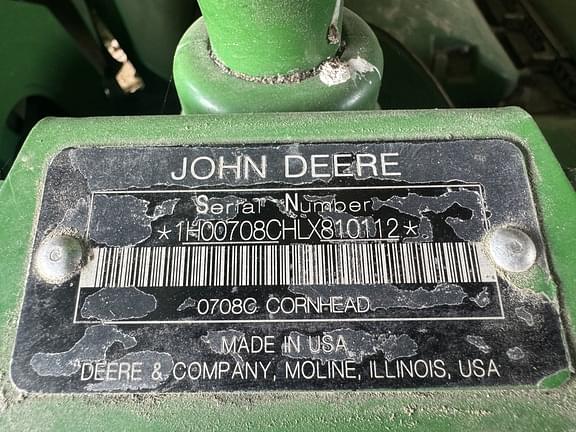 JOHN DEERE
Serial Number
*1H00708CHLX810112*
0708C CORNHEAD
MADE IN USA
DEERE & COMPANY, MOLINE, ILLINOIS, USA